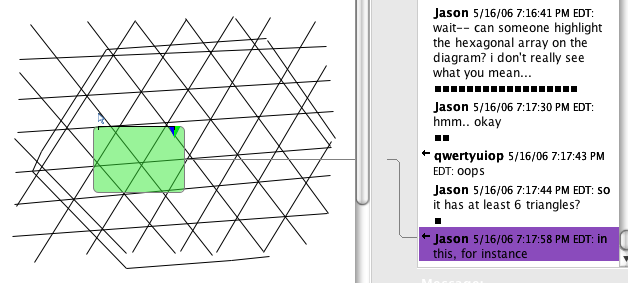 Jason 5/16/06 7:16:41 PM EDT:
wait-- can someone highlight
the hexagonal array on the
diagram? i don't really see
what you mean...
Jason 5/16/06 7:17:30 PM EDT:
hmm.. okay
qwertyuiop 5/16/06 7:17:43 PM
EDT: oops
Jason 5/16/06 7:17:44 PM EDT: so
it has at least 6 triangles?
Jason 5/16/06 7:17:58 PM EDT: in
this, for instance